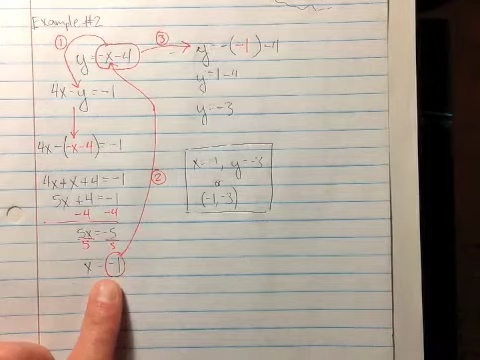 Example #2
①
y = -x-4
4x-y=-1
4x-(-x-4)=-1
4x+x+4=-1
5x+4=-1
-4 -4
5x=-5
5 5
x=-1
②
③
y=-(-1)-4
y=1-4
y=-3
x=-1, y=-3
or
(-1,-3)